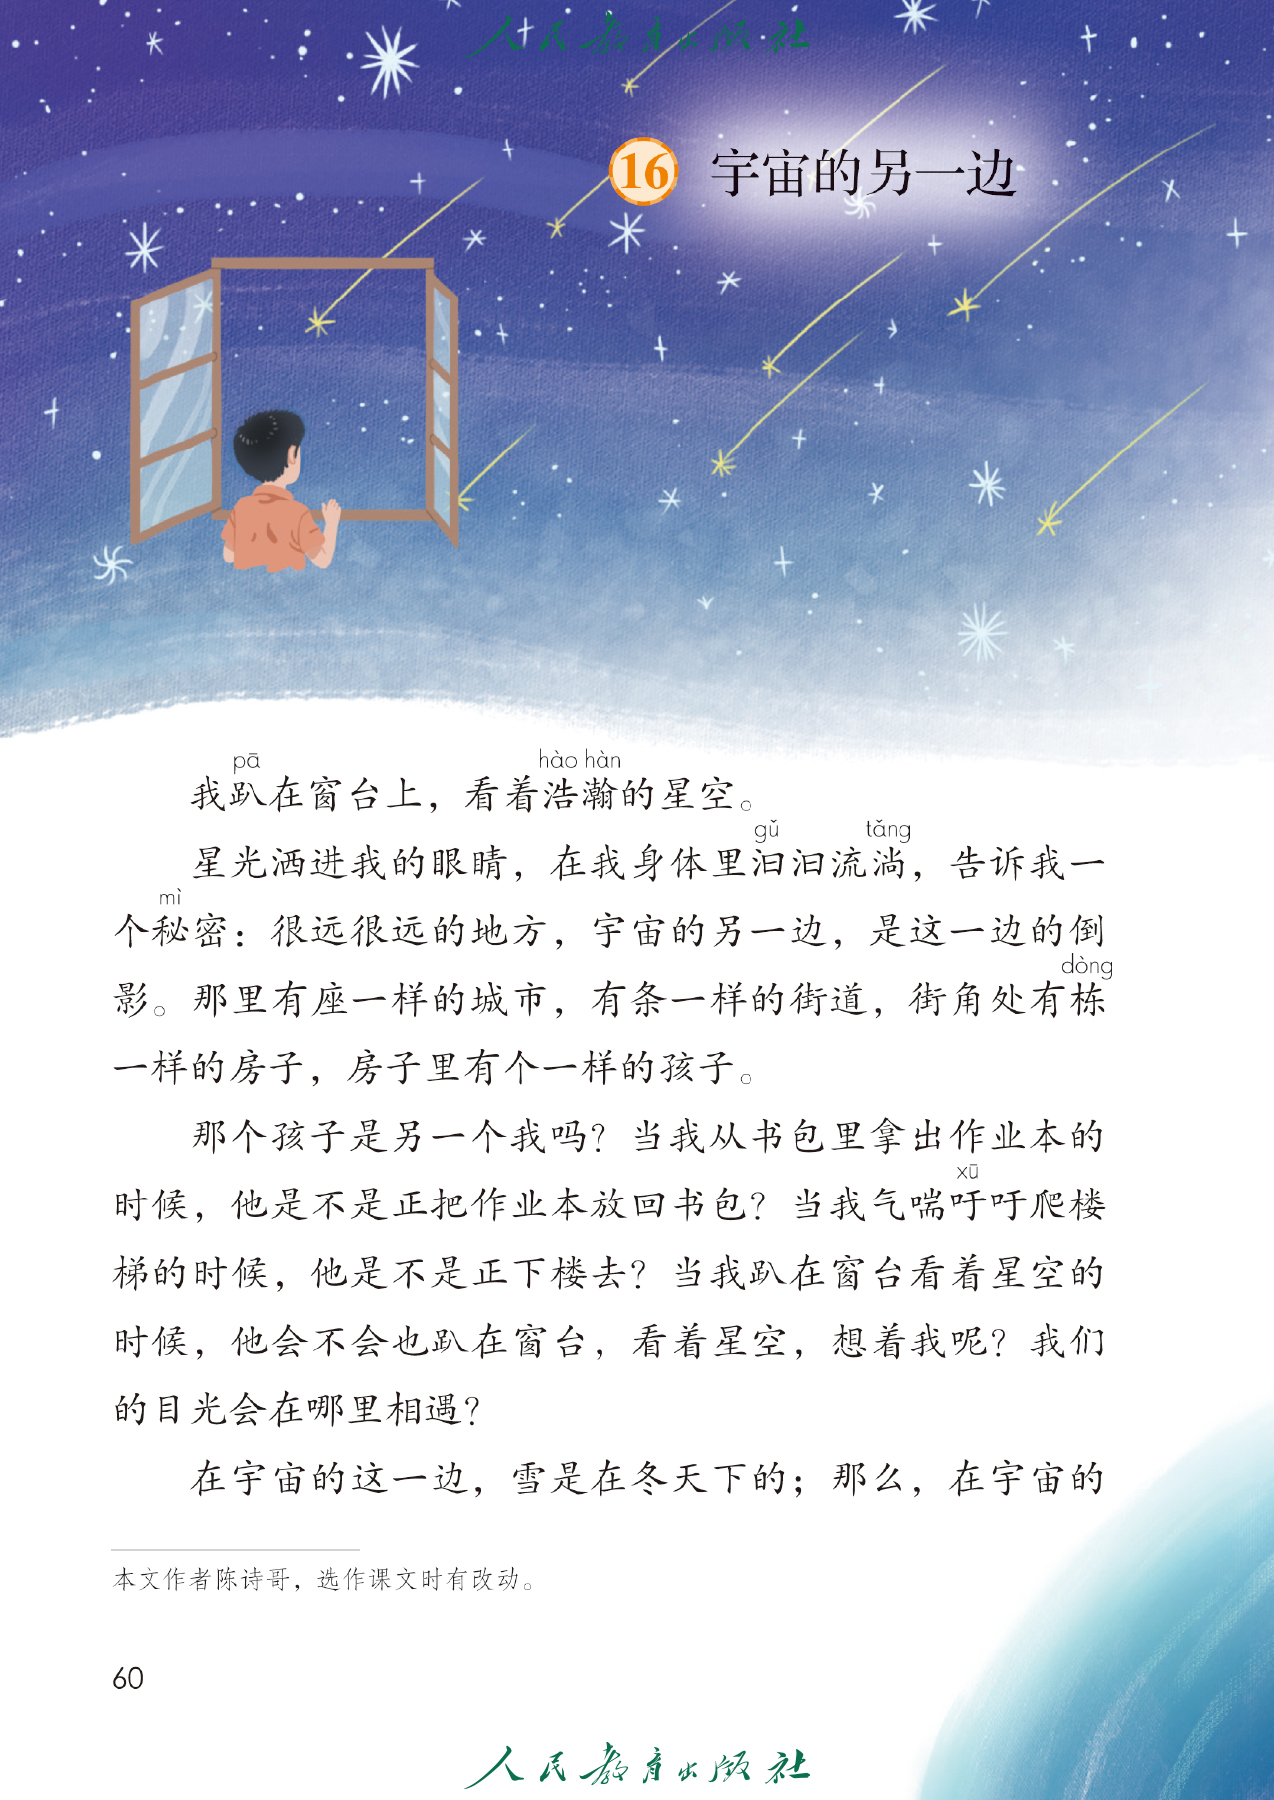 人民教育出版社
16 宇宙的另一边
pā hào hàn
我趴在窗台上，看着浩瀚的星空。
gǔ tǎng
星光洒进我的眼睛，在我身体里汩汩流淌，告诉我一
mì
个秘密：很远很远的地方，宇宙的另一边，是这一边的倒
dòng
影。那里有座一样的城市，有条一样的街道，街角处有栋
一样的房子，房子里有个一样的孩子。
那个孩子是另一个我吗？当我从书包里拿出作业本的
xū
时候，他是不是正把作业本放回书包？当我气喘吁吁爬楼
梯的时候，他是不是正下楼去？当我趴在窗台看着星空的
时候，他会不会也趴在窗台，看着星空，想着我呢？我们
的目光会在哪里相遇？
在宇宙的这一边，雪是在冬天下的；那么，在宇宙的
本文作者陈诗哥，选作课文时有改动。
60
人民教育出版社